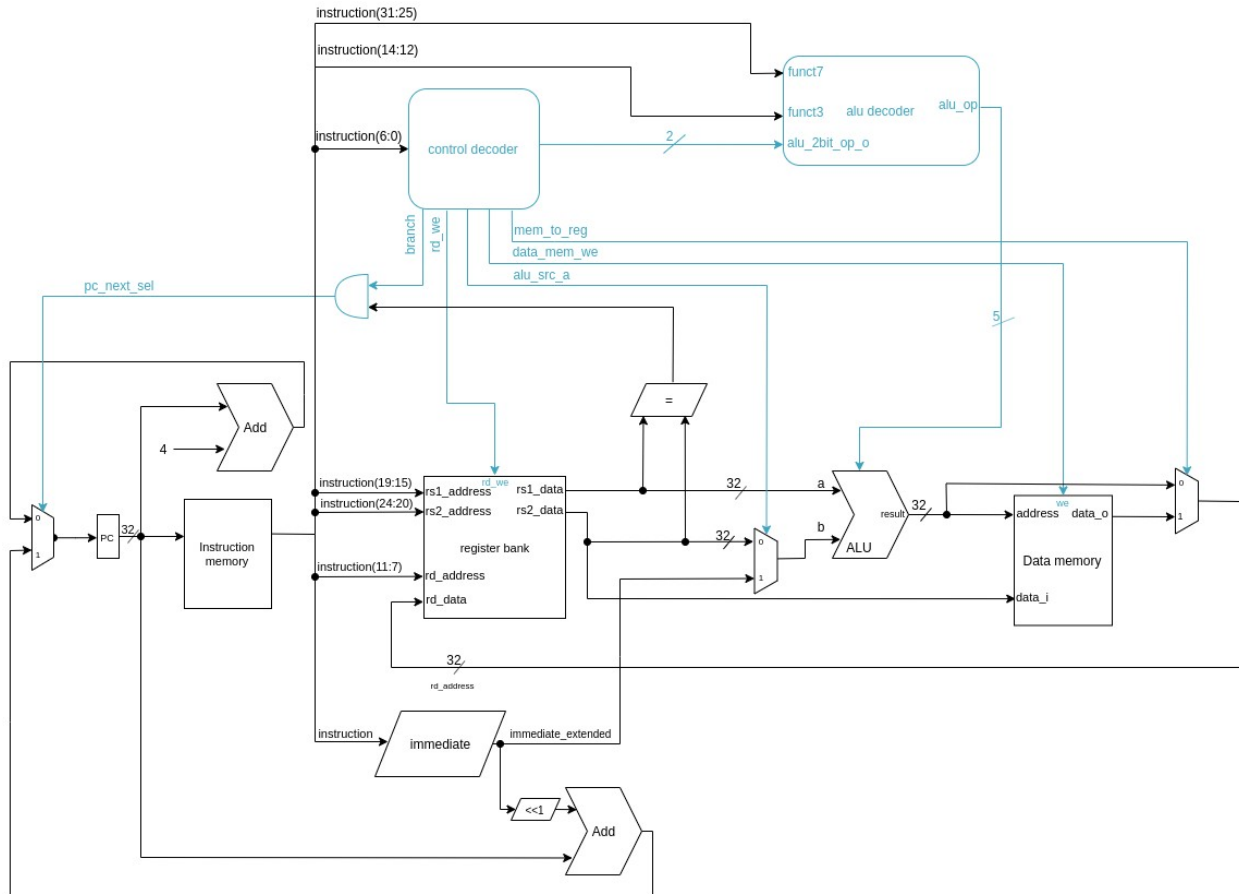 instruction(31:25)
instruction(14:12)
funct7
funct3
alu decoder
alu_op
instruction(6:0)
control decoder
2
alu_2bit_op_o
branch
rd_we
mem_to_reg
data_mem_we
alu_src_a
pc_next_sel
5
=
Add
4
instruction(19:15)
rd_we
rs1_address
rs1_data
32
a
0
instruction(24:20)
rs2_address
rs2_data
result
32
we
address
data_o
0
1
PC
32
Instruction
memory
register bank
32
0
b
ALU
1
Data memory
instruction(11:7)
rd_address
1
rd_data
data_i
32
rd_address
instruction
immediate
immediate_extended
<<1
Add